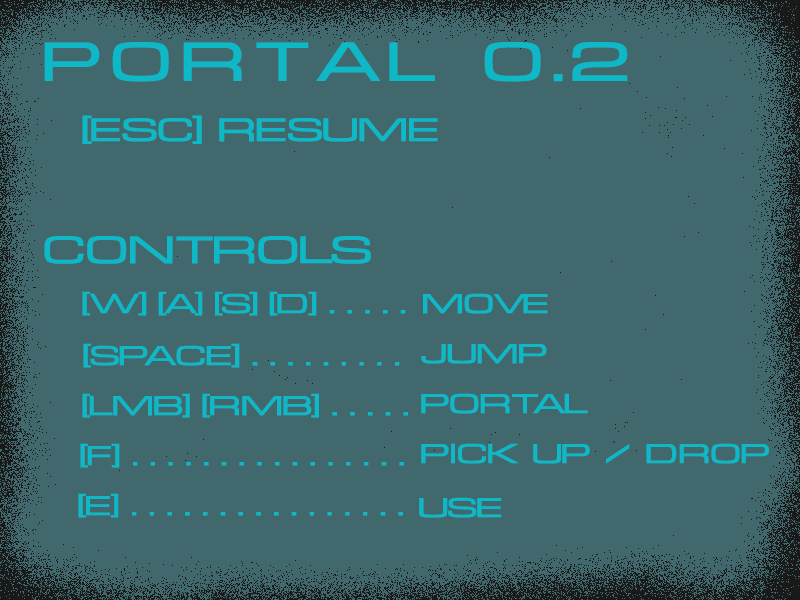 PORTAL 0.2
[ESC] RESUME
CONTROLS
[W] [A] [S] [D] . . . . . MOVE
[SPACE] . . . . . . . . . JUMP
[LMB] [RMB] . . . . . PORTAL
[F] . . . . . . . . . . . . . . . . PICK UP / DROP
[E] . . . . . . . . . . . . . . . . USE